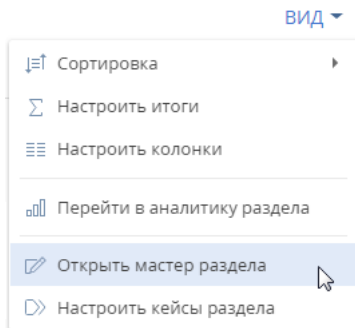 ВИД
Сортировка
Настроить итоги
Настроить колонки
Перейти в аналитику раздела
Открыть мастер раздела
Настроить кейсы раздела